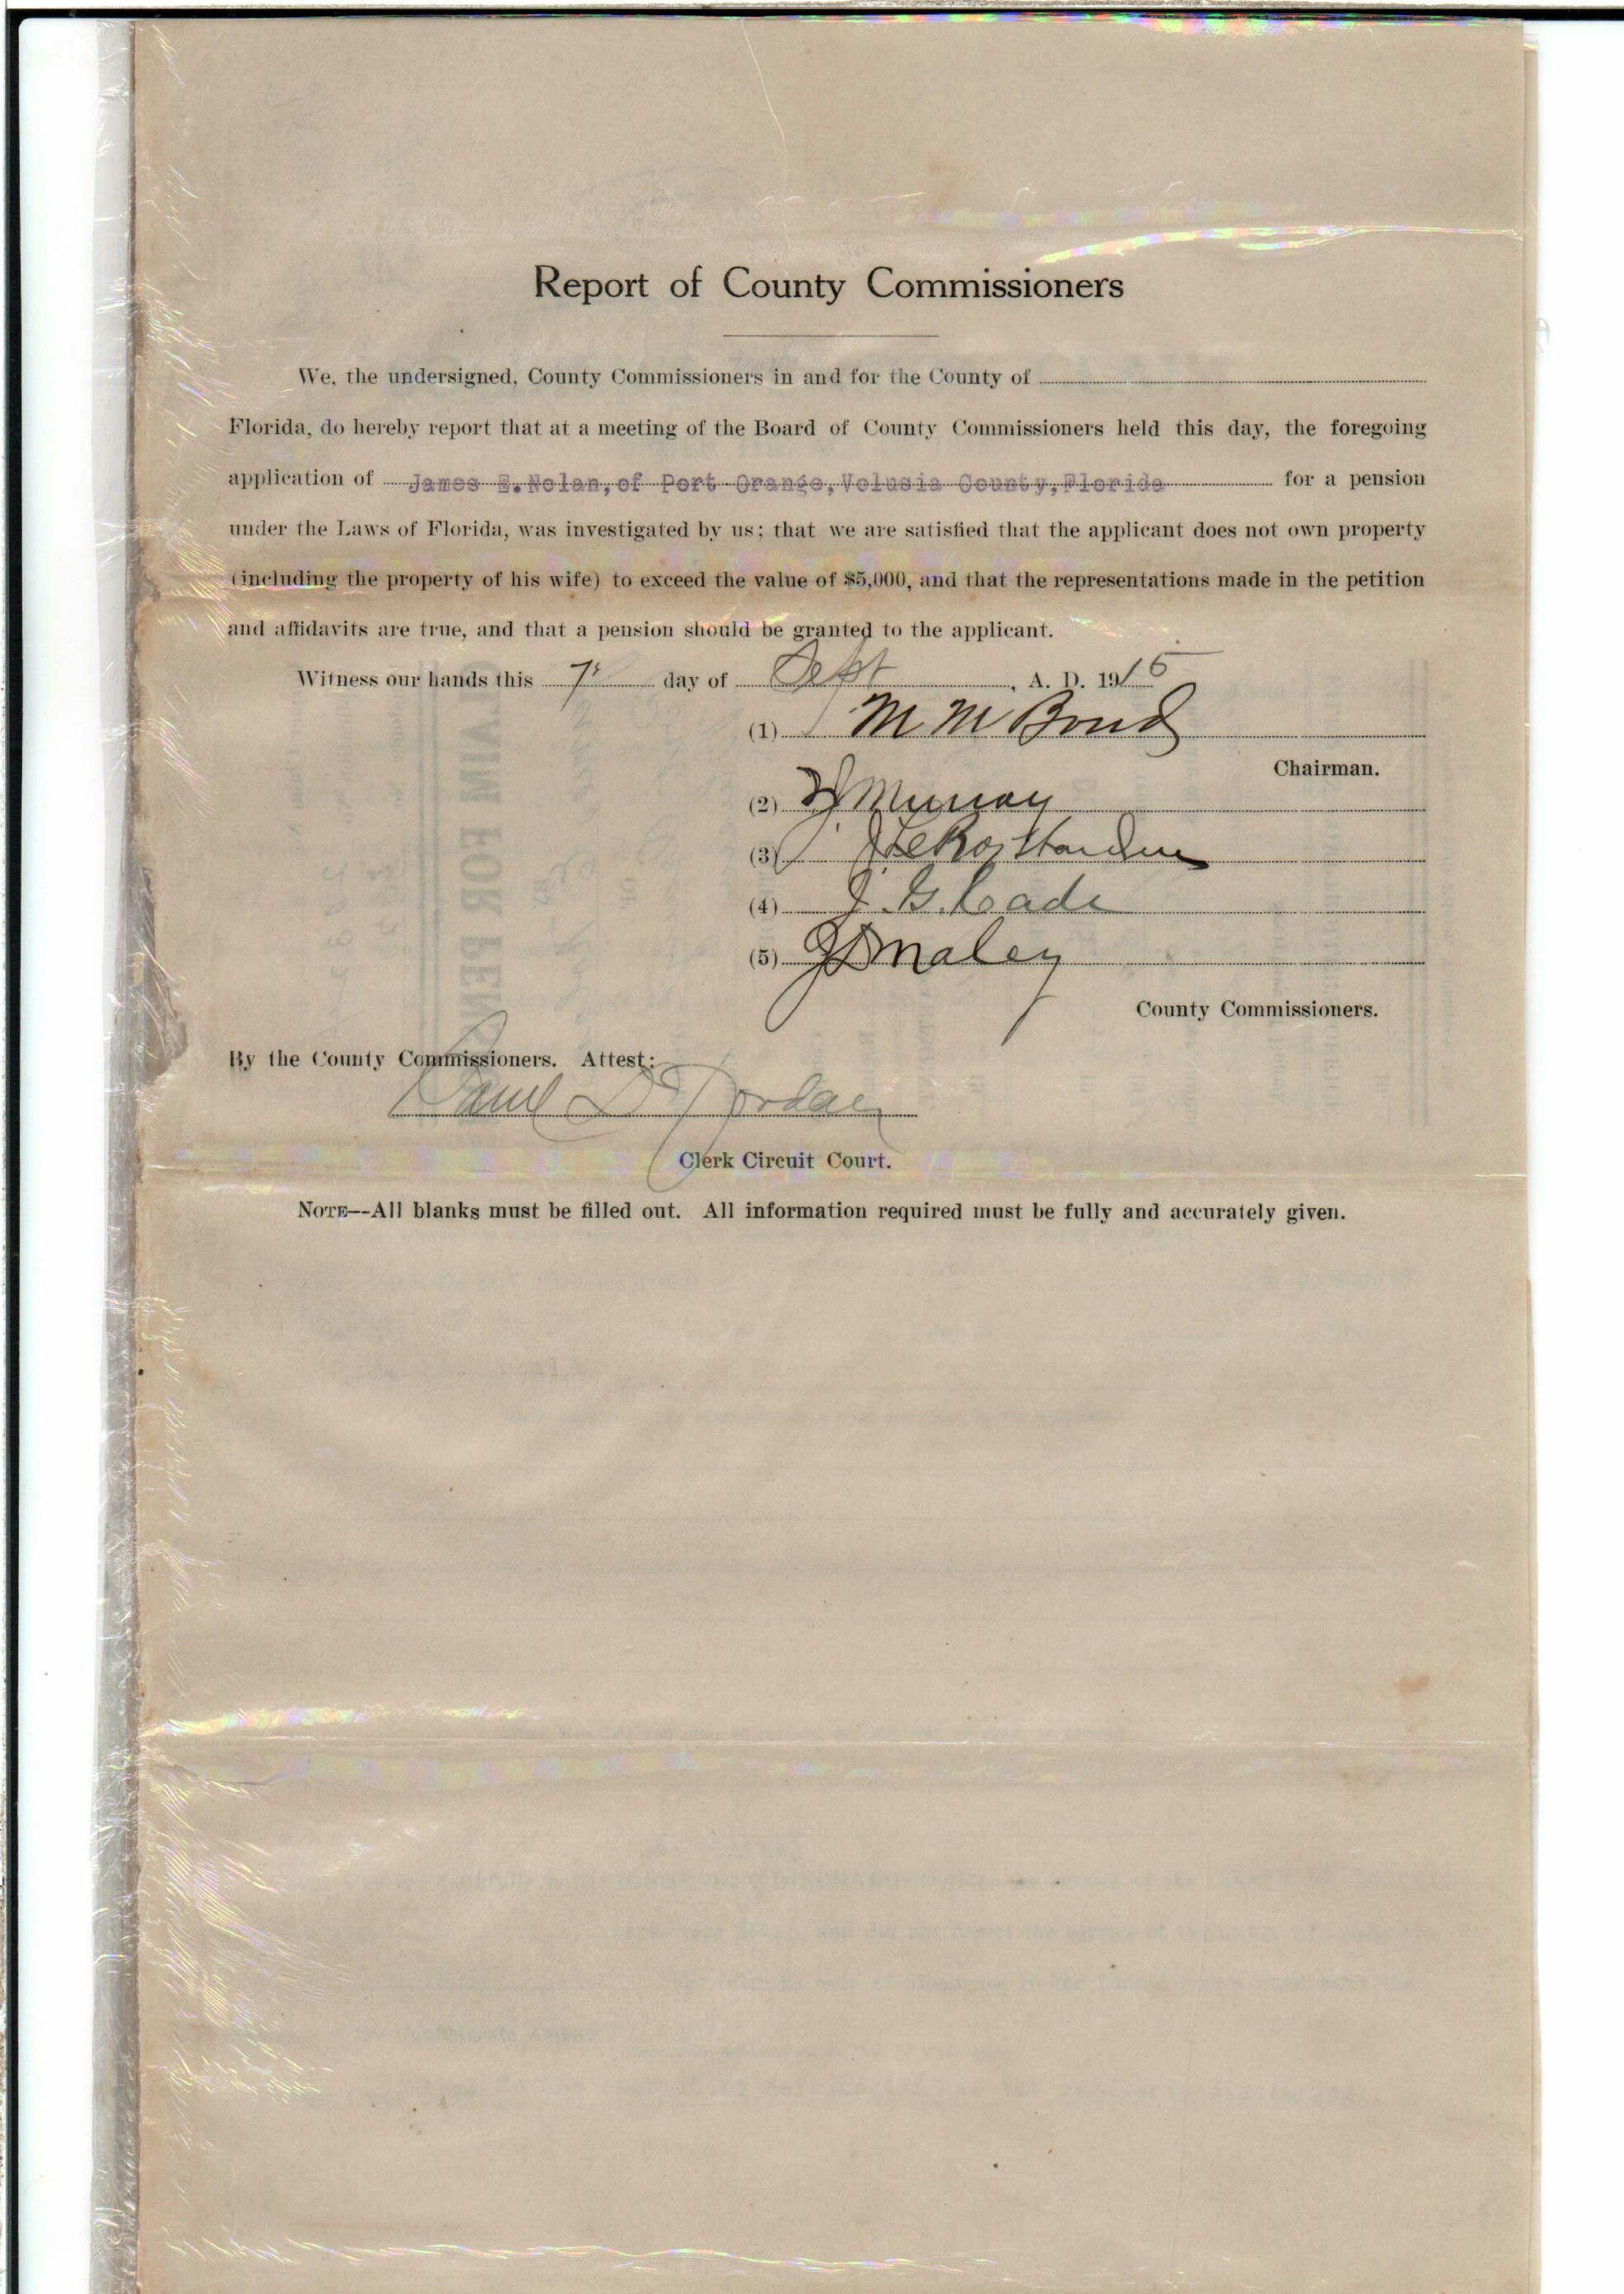 Report of County Commissioners
We, the undersigned, County Commissioners in and for the County of
Florida, do hereby report that at a meeting of the Board of County Commissioners held this day, the foregoing
application of James E. Nolan, of Port Orange, Volusia County, Florida for a pension
under the Laws of Florida, was investigated by us; that we are satisfied that the applicant does not own property
(including the property of his wife) to exceed the value of $5,000, and that the representations made in the petition
and affidavits are true, and that a pension should be granted to the applicant.
Witness our hands this 7 day of Sept, A. D. 1915
(1) M M Bond
Chairman.
(2) Murray
(3) LeRoy
(4) J. G. Cade
(5) Maley
County Commissioners.
By the County Commissioners. Attest:
Saml D Jordan
Clerk Circuit Court.
NOTE--All blanks must be filled out. All information required must be fully and accurately given.